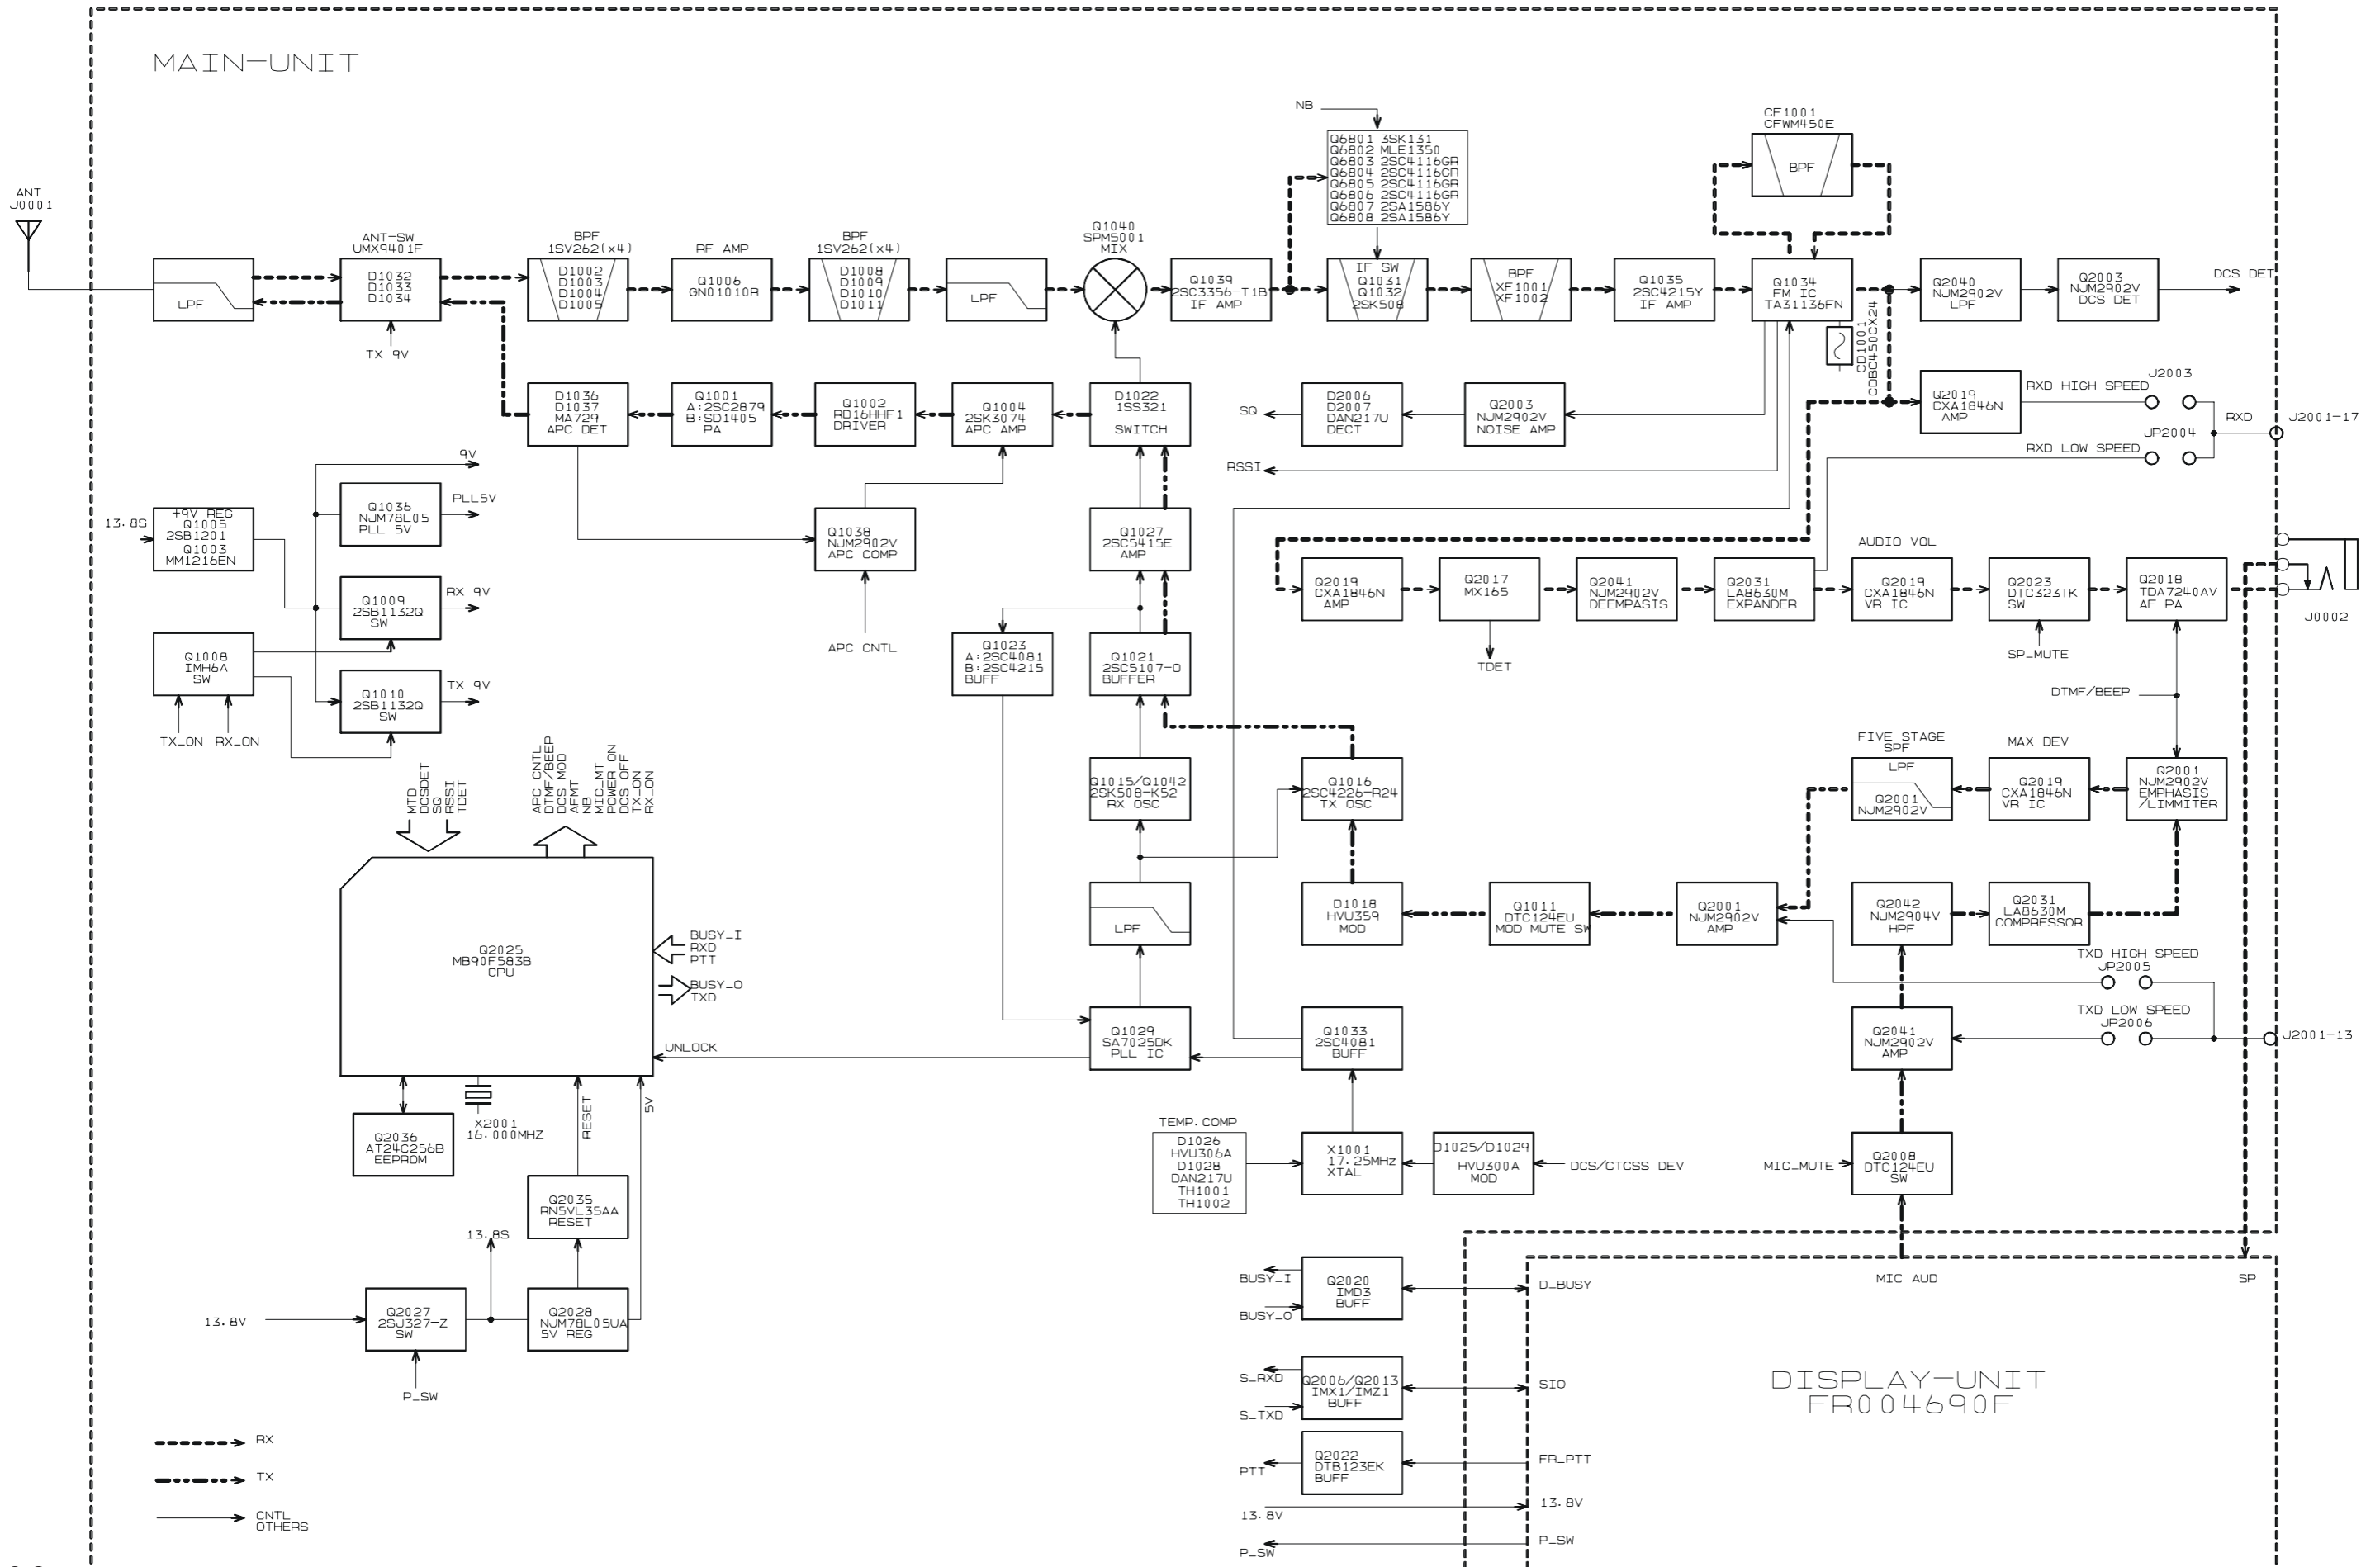 MAIN-UNIT
ANT
J0001
LPF
ANT-SW
UMX9401F
D1032
D1033
D1034
TX 9V
BPF
1SV262(x4)
D1002
D1003
D1004
D1005
RF AMP
Q1006
GN01010R
BPF
1SV262(x4)
D1008
D1009
D1010
D1011
LPF
Q1040
SPM5001
MIX
Q1039
2SC3356-T1B
IF AMP
NB
Q6801 3SK131
Q6802 MLE1350
Q6803 2SC4116GR
Q6804 2SC4116GR
Q6805 2SC4116GR
Q6806 2SC4116GR
Q6807 2SA1586Y
Q6808 2SA1586Y
IF SW
Q1031
Q1032
2SK508
BPF
XF1001
XF1002
Q1035
2SC4215Y
IF AMP
CF1001
CFWM450E
BPF
Q1034
FM IC
TA31136FN
CD1001
CDBC450CX24
Q2040
NJM2902V
LPF
Q2003
NJM2902V
DCS DET
DCS DET
D1036
D1037
MA729
APC DET
Q1001
A:2SC2879
B:SD1405
PA
Q1002
RD16HHF1
DRIVER
Q1004
2SK3074
APC AMP
D1022
1SS321
SWITCH
SQ
D2006
D2007
DAN217U
DECT
Q2003
NJM2902V
NOISE AMP
RSSI
Q2019
CXA1846N
AMP
RXD HIGH SPEED
J2003
JP2004
RXD LOW SPEED
RXD
J2001-17
13.8S
+9V REG
Q1005
2SB1201
Q1003
MM1216EN
9V
Q1036
NJM78L05
PLL 5V
PLL5V
Q1009
2SB1132Q
SW
RX 9V
Q1008
IMH6A
SW
Q1010
2SB1132Q
SW
TX 9V
TX_ON RX_ON
Q1038
NJM2902V
APC COMP
APC CNTL
Q1027
2SC5415E
AMP
Q1023
A:2SC4081
B:2SC4215
BUFF
Q1021
2SC5107-O
BUFFER
Q2019
CXA1846N
AMP
Q2017
MX165
TDET
Q2041
NJM2902V
DEEMPASIS
Q2031
LA8630M
EXPANDER
AUDIO VOL
Q2019
CXA1846N
VR IC
Q2023
DTC323TK
SW
SP_MUTE
Q2018
TDA7240AV
AF PA
J0002
DTMF/BEEP
MTD
DCSDET
SQ
RSSI
TDET
APC CNTL
DTMF/BEEP
DCS MOD
AFMT
NB
MIC_MT
POWER ON
DCS OFF
TX_ON
RX_ON
Q1015/Q1042
2SK508-K52
RX OSC
Q1016
2SC4226-R24
TX OSC
FIVE STAGE
SPF
LPF
Q2001
NJM2902V
MAX DEV
Q2019
CXA1846N
VR IC
Q2001
NJM2902V
EMPHASIS
/LIMMITER
Q2025
MB90F583B
CPU
BUSY_I
RXD
PTT
BUSY_O
TXD
UNLOCK
LPF
D1018
HVU359
MOD
Q1011
DTC124EU
MOD MUTE SW
Q2001
NJM2902V
AMP
Q2042
NJM2904V
HPF
Q2031
LA8630M
COMPRESSOR
TXD HIGH SPEED
JP2005
TXD LOW SPEED
JP2006
J2001-13
Q1029
SA7025DK
PLL IC
Q1033
2SC4081
BUFF
Q2041
NJM2902V
AMP
Q2036
AT24C256B
EEPROM
X2001
16.000MHZ
RESET
5V
Q2035
RN5VL35AA
RESET
TEMP.COMP
D1026
HVU306A
D1028
DAN217U
TH1001
TH1002
X1001
17.25MHz
XTAL
D1025/D1029
HVU300A
MOD
DCS/CTCSS DEV
MIC_MUTE
Q2008
DTC124EU
SW
13.8S
13.8V
Q2027
2SJ327-Z
SW
P_SW
Q2028
NJM78L05UA
5V REG
BUSY_I
BUSY_O
Q2020
IMD3
BUFF
D_BUSY
MIC AUD
SP
S_RXD
S_TXD
Q2006/Q2013
IMX1/IMZ1
BUFF
SIO
DISPLAY-UNIT
FR004690F
PTT
Q2022
DTB123EK
BUFF
FR_PTT
13.8V
13.8V
P_SW
P_SW
RX
TX
CNTL
OTHERS